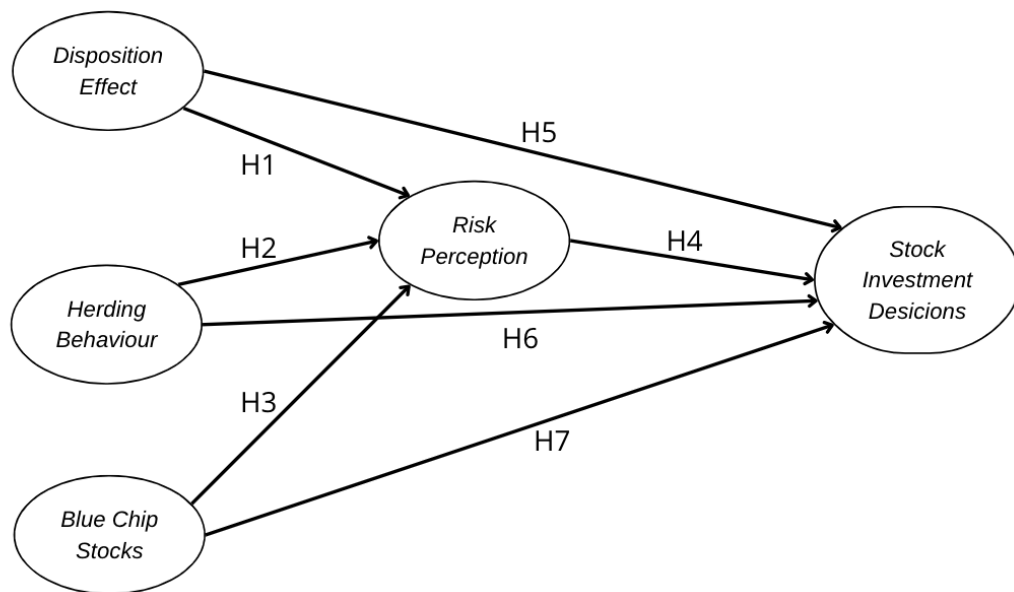 Disposition
Effect
H5
H1
Risk
Perception
H2
H4
Stock
Investment
Desicions
Herding
Behaviour
H6
H3
H7
Blue Chip
Stocks